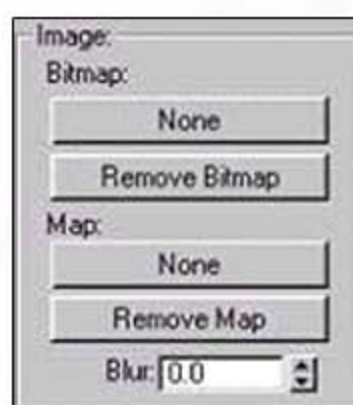 Image:
Bitmap:
None
Remove Bitmap
Map:
None
Remove Map
Blur: 0.0